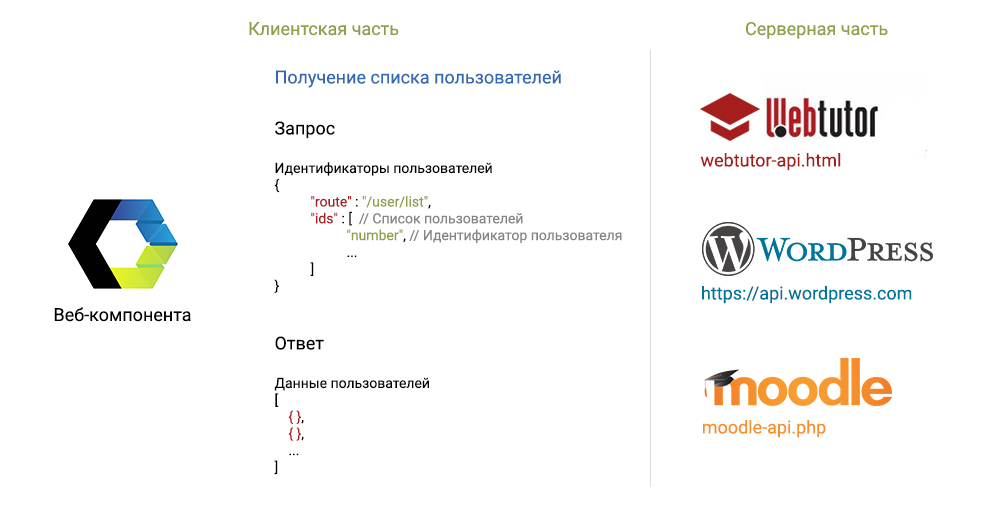 Клиентская часть
Серверная часть
Получение списка пользователей
Запрос
Идентификаторы пользователей
{
"route" : "/user/list",
"ids" : [ // Список пользователей
"number", // Идентификатор пользователя
...
]
}
Ответ
Данные пользователей
[
{ },
{ },
...
]
Веб-компонента
Webtutor
webtutor-api.html
WORDPRESS
https://api.wordpress.com
moodle
moodle-api.php